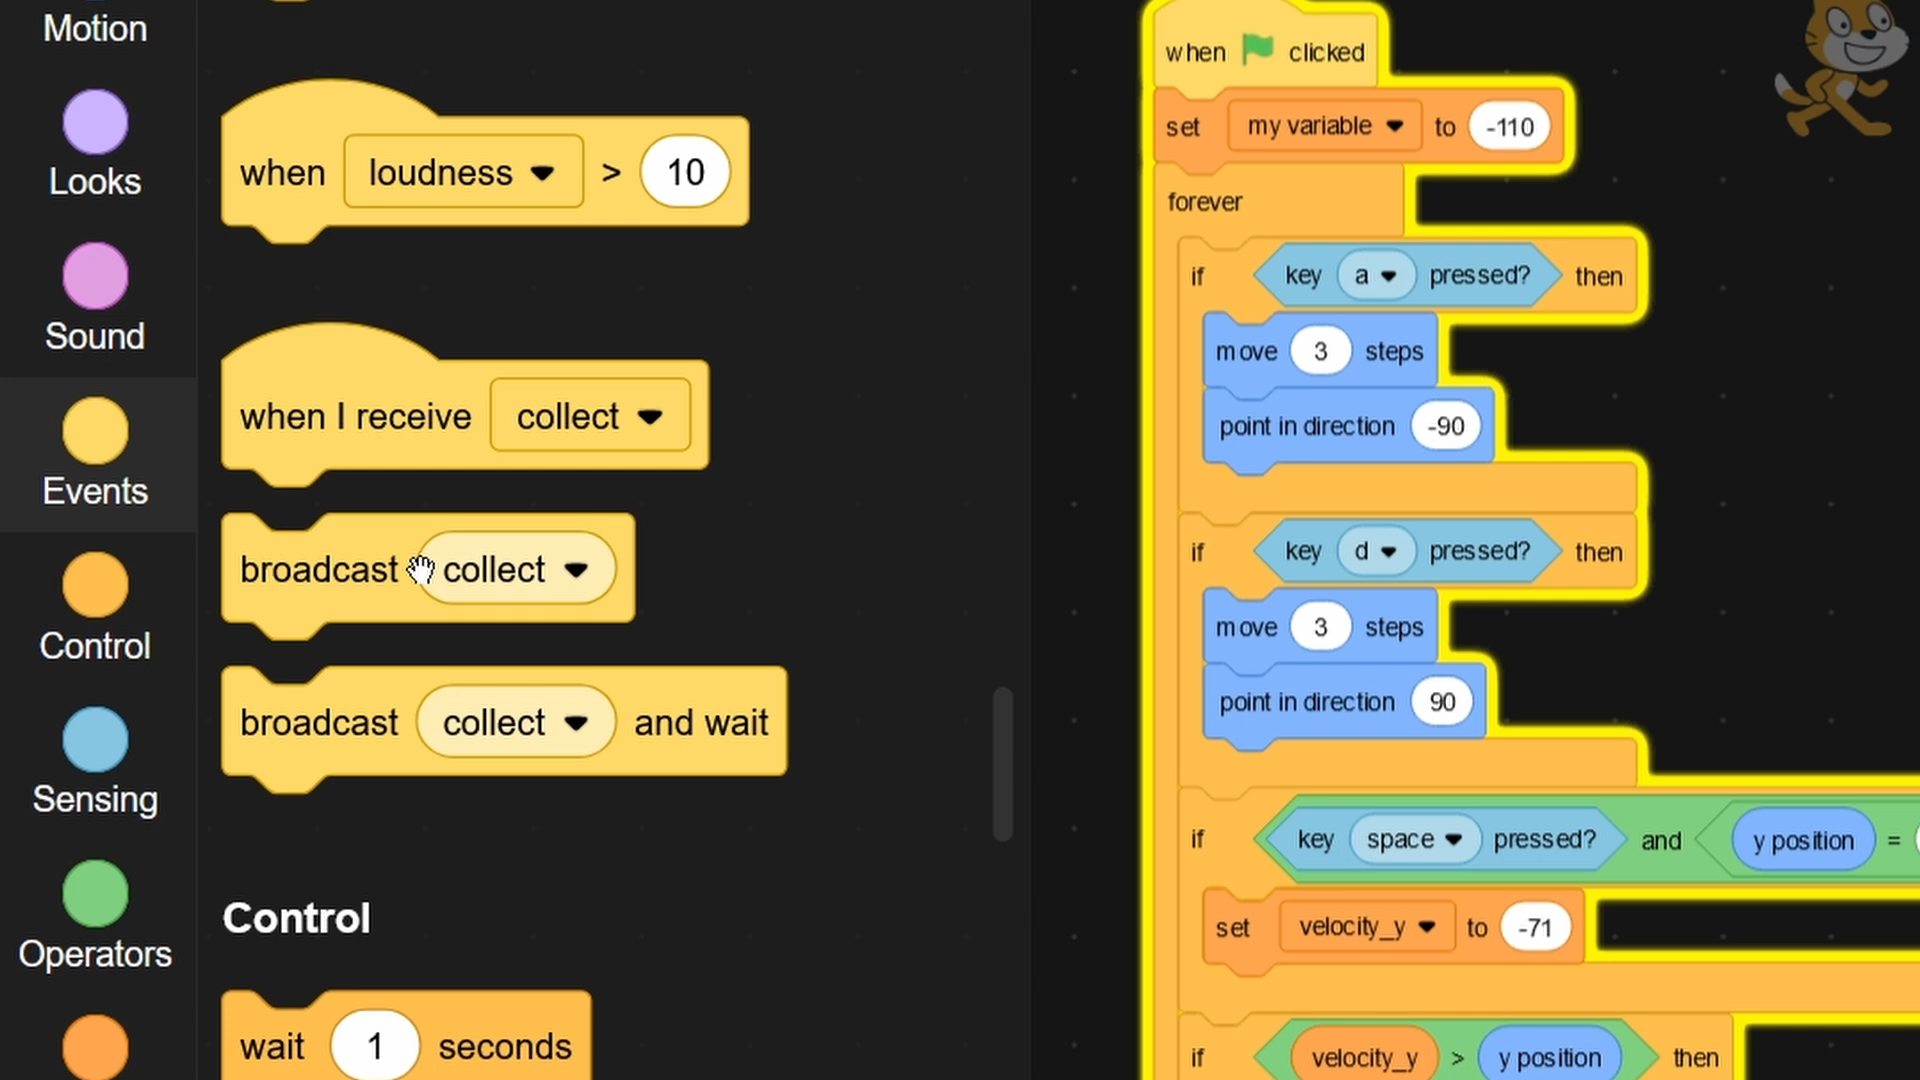 Motion
Looks
Sound
Events
Control
Sensing
Operators
when loudness > 10
when I receive collect
broadcast collect
broadcast collect and wait
Control
wait 1 seconds
when clicked
set my variable to -110
forever
if key a pressed? then
move 3 steps
point in direction -90
if key d pressed? then
move 3 steps
point in direction 90
if key space pressed? and y position =
set velocity_y to -71
if velocity_y > y position then